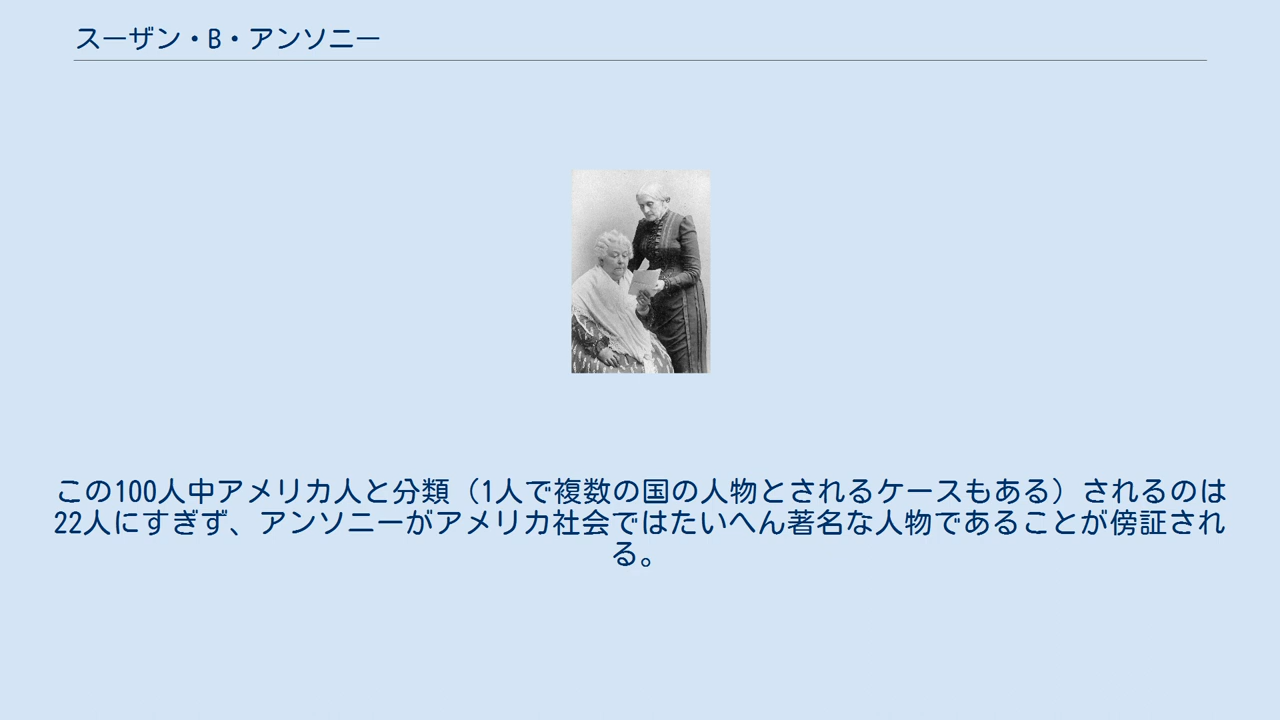 スーザン・B・アンソニー
この100人中アメリカ人と分類（1人で複数の国の人物とされるケースもある）されるのは
22人にすぎず、アンソニーがアメリカ社会ではたいへん著名な人物であることが傍証され
る。